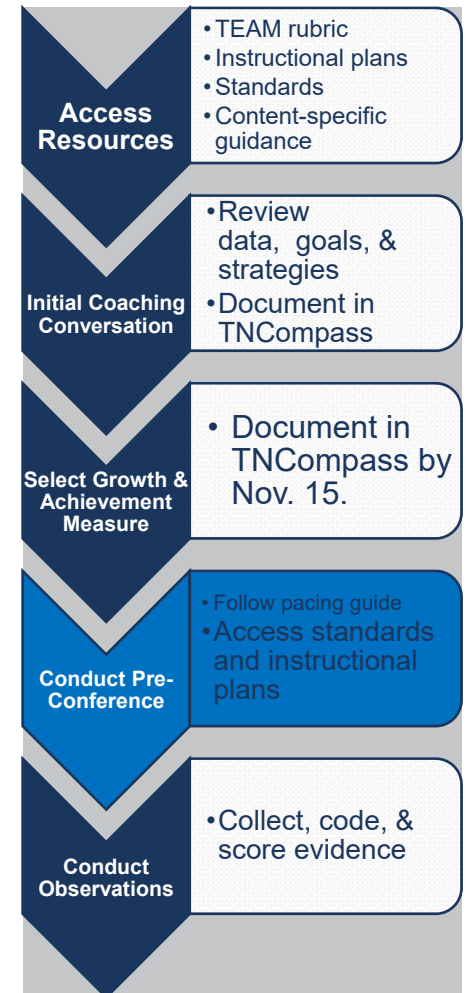 Access
Resources
• TEAM rubric
• Instructional plans
• Standards
• Content-specific
guidance
Initial Coaching
Conversation
• Review
data, goals, &
strategies
• Document in
TNCompass
Select Growth &
Achievement
Measure
• Document in
TNCompass by
Nov. 15.
Conduct Pre-
Conference
• Follow pacing guide
• Access standards
and instructional
plans
Conduct
Observations
• Collect, code, &
score evidence